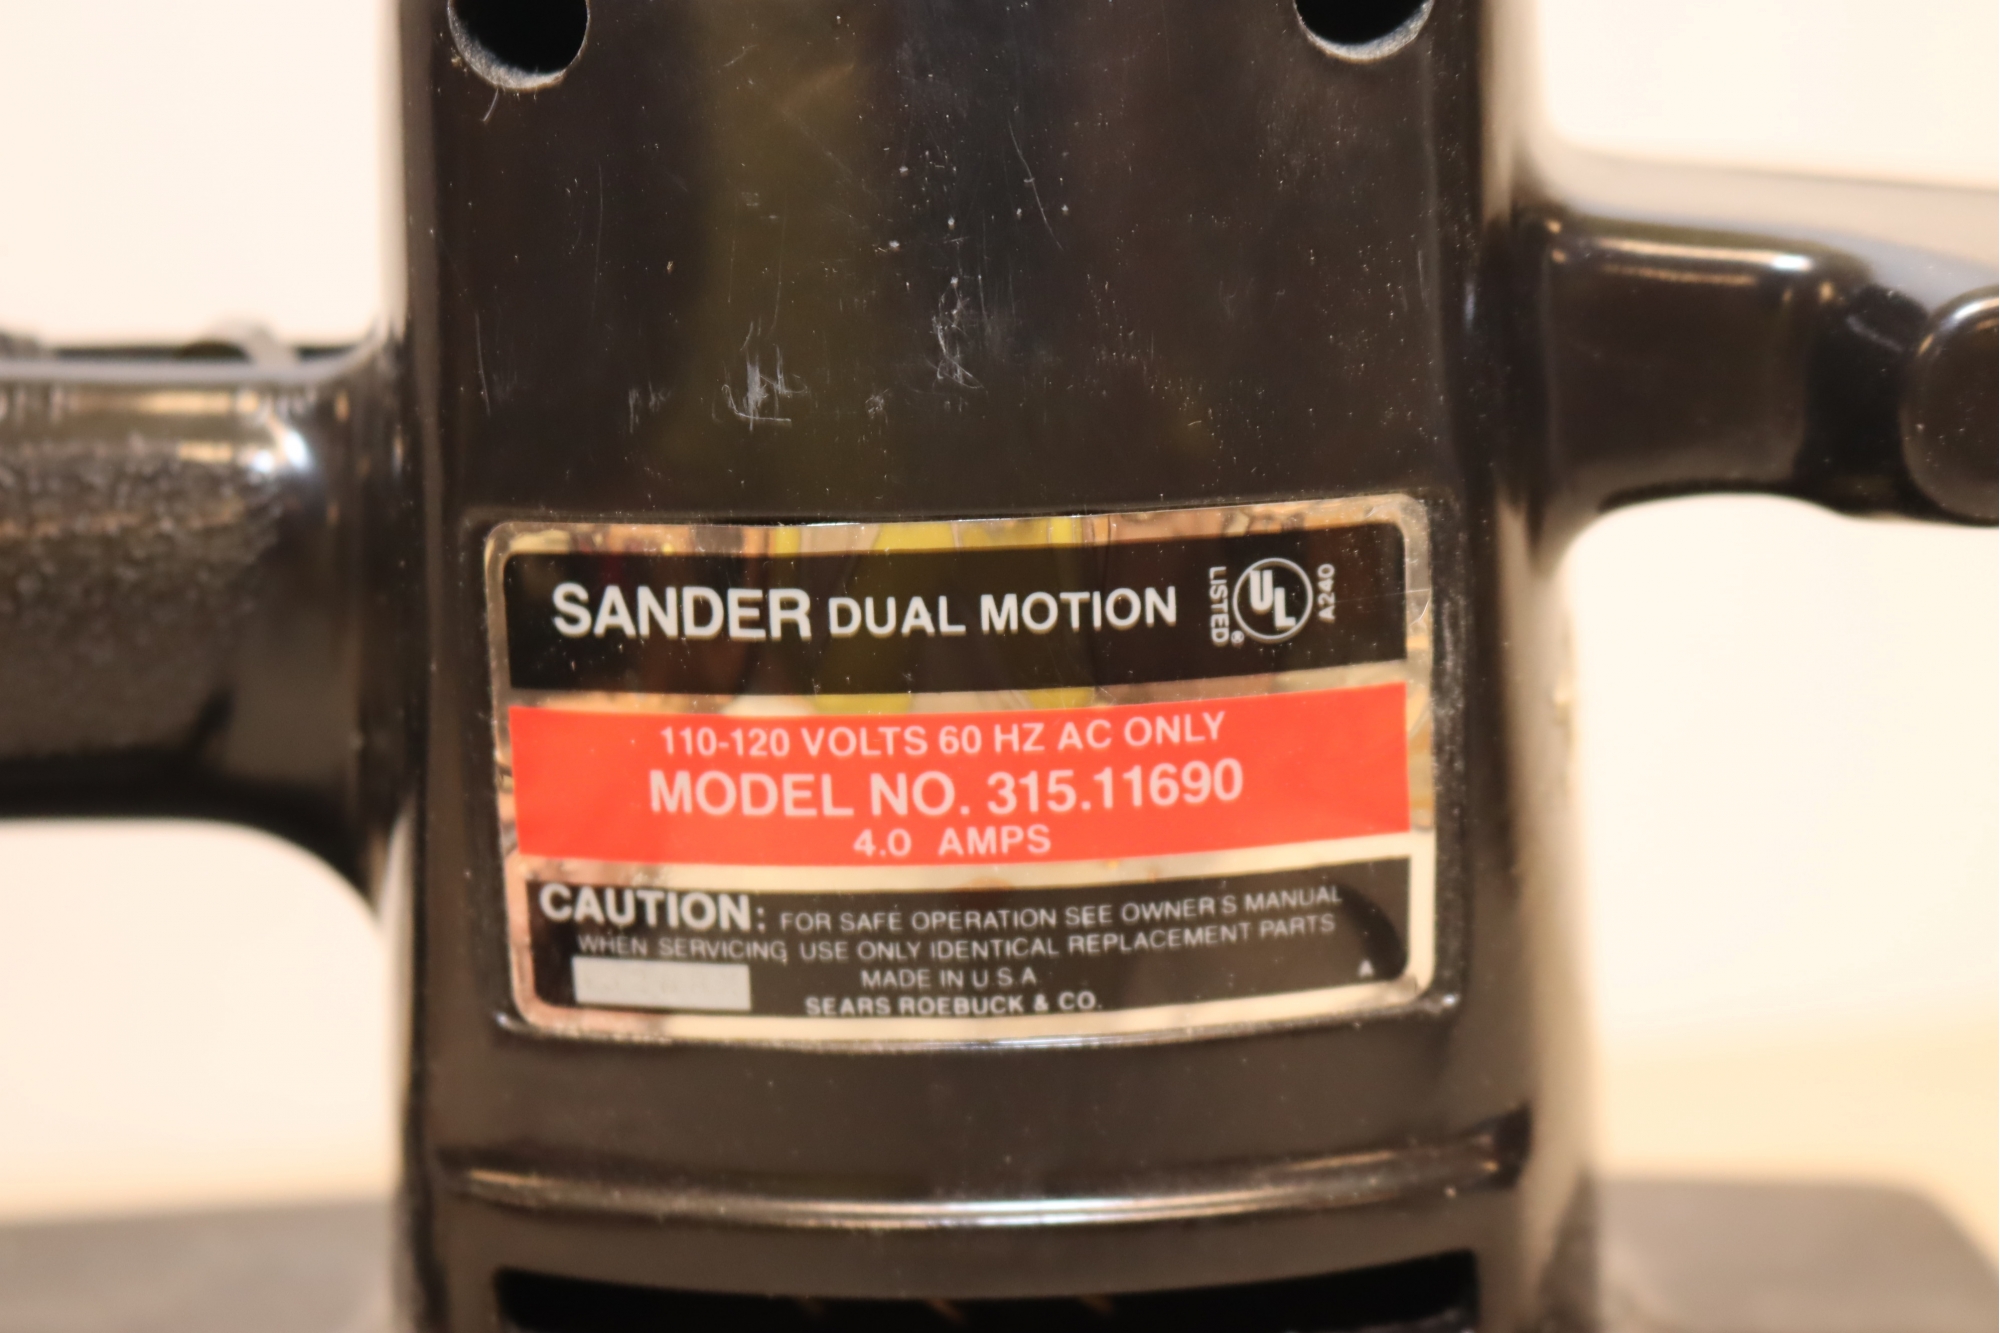 SANDER DUAL MOTION
LISTED
UL
®
A240
110-120 VOLTS 60 HZ AC ONLY
MODEL NO. 315.11690
4.0 AMPS
CAUTION: FOR SAFE OPERATION SEE OWNER S MANUAL
WHEN SERVICING USE ONLY IDENTICAL REPLACEMENT PARTS
MADE IN U.S.A
A
SEARS ROEBUCK & CO.